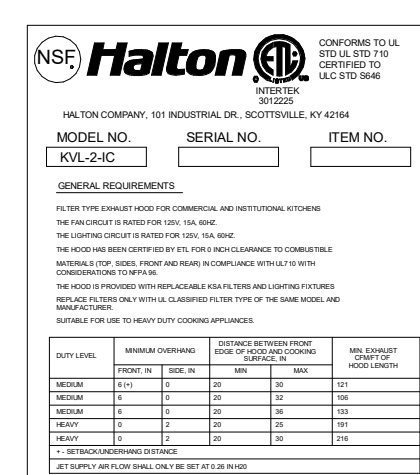 NSF
Halton
ETL
C LISTED US
INTERTEK
3012225
CONFORMS TO UL
STD UL STD 710
CERTIFIED TO
ULC STD S646
HALTON COMPANY, 101 INDUSTRIAL DR., SCOTTSVILLE, KY 42164
MODEL NO. SERIAL NO. ITEM NO.
KVL-2-IC
GENERAL REQUIREMENTS
FILTER TYPE EXHAUST HOOD FOR COMMERCIAL AND INSTITUTIONAL KITCHENS
THE FAN CIRCUIT IS RATED FOR 125V, 15A, 60HZ.
THE LIGHTING CIRCUIT IS RATED FOR 125V, 15A, 60HZ.
THE HOOD HAS BEEN CERTIFIED BY ETL FOR 0 INCH CLEARANCE TO COMBUSTIBLE
MATERIALS (TOP, SIDES, FRONT AND REAR) IN COMPLIANCE WITH UL710 WITH
CONSIDERATIONS TO NFPA 96.
THE HOOD IS PROVIDED WITH REPLACEABLE KSA FILTERS AND LIGHTING FIXTURES
REPLACE FILTERS ONLY WITH UL CLASSIFIED FILTER TYPE OF THE SAME MODEL AND
MANUFACTURER.
SUITABLE FOR USE TO HEAVY DUTY COOKING APPLIANCES.
DUTY LEVEL MINIMUM OVERHANG DISTANCE BETWEEN FRONT EDGE OF HOOD AND COOKING SURFACE, IN MIN. EXHAUST CFM/FT OF HOOD LENGTH
FRONT, IN SIDE, IN MIN MAX
MEDIUM 6 (+) 0 20 30 121
MEDIUM 6 0 20 32 106
MEDIUM 6 0 20 36 133
HEAVY 0 2 20 25 191
HEAVY 0 2 20 30 216
+ - SETBACK/UNDERHANG DISTANCE
JET SUPPLY AIR FLOW SHALL ONLY BE SET AT 0.26 IN H20